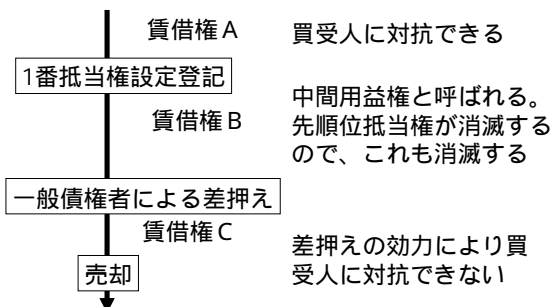 賃借権A
買受人に対抗できる
1番抵当権設定登記
賃借権B
中間用益権と呼ばれる。
先順位抵当権が消滅する
ので、これも消滅する
一般債権者による差押え
賃借権C
差押えの効力により買
受人に対抗できない
売却